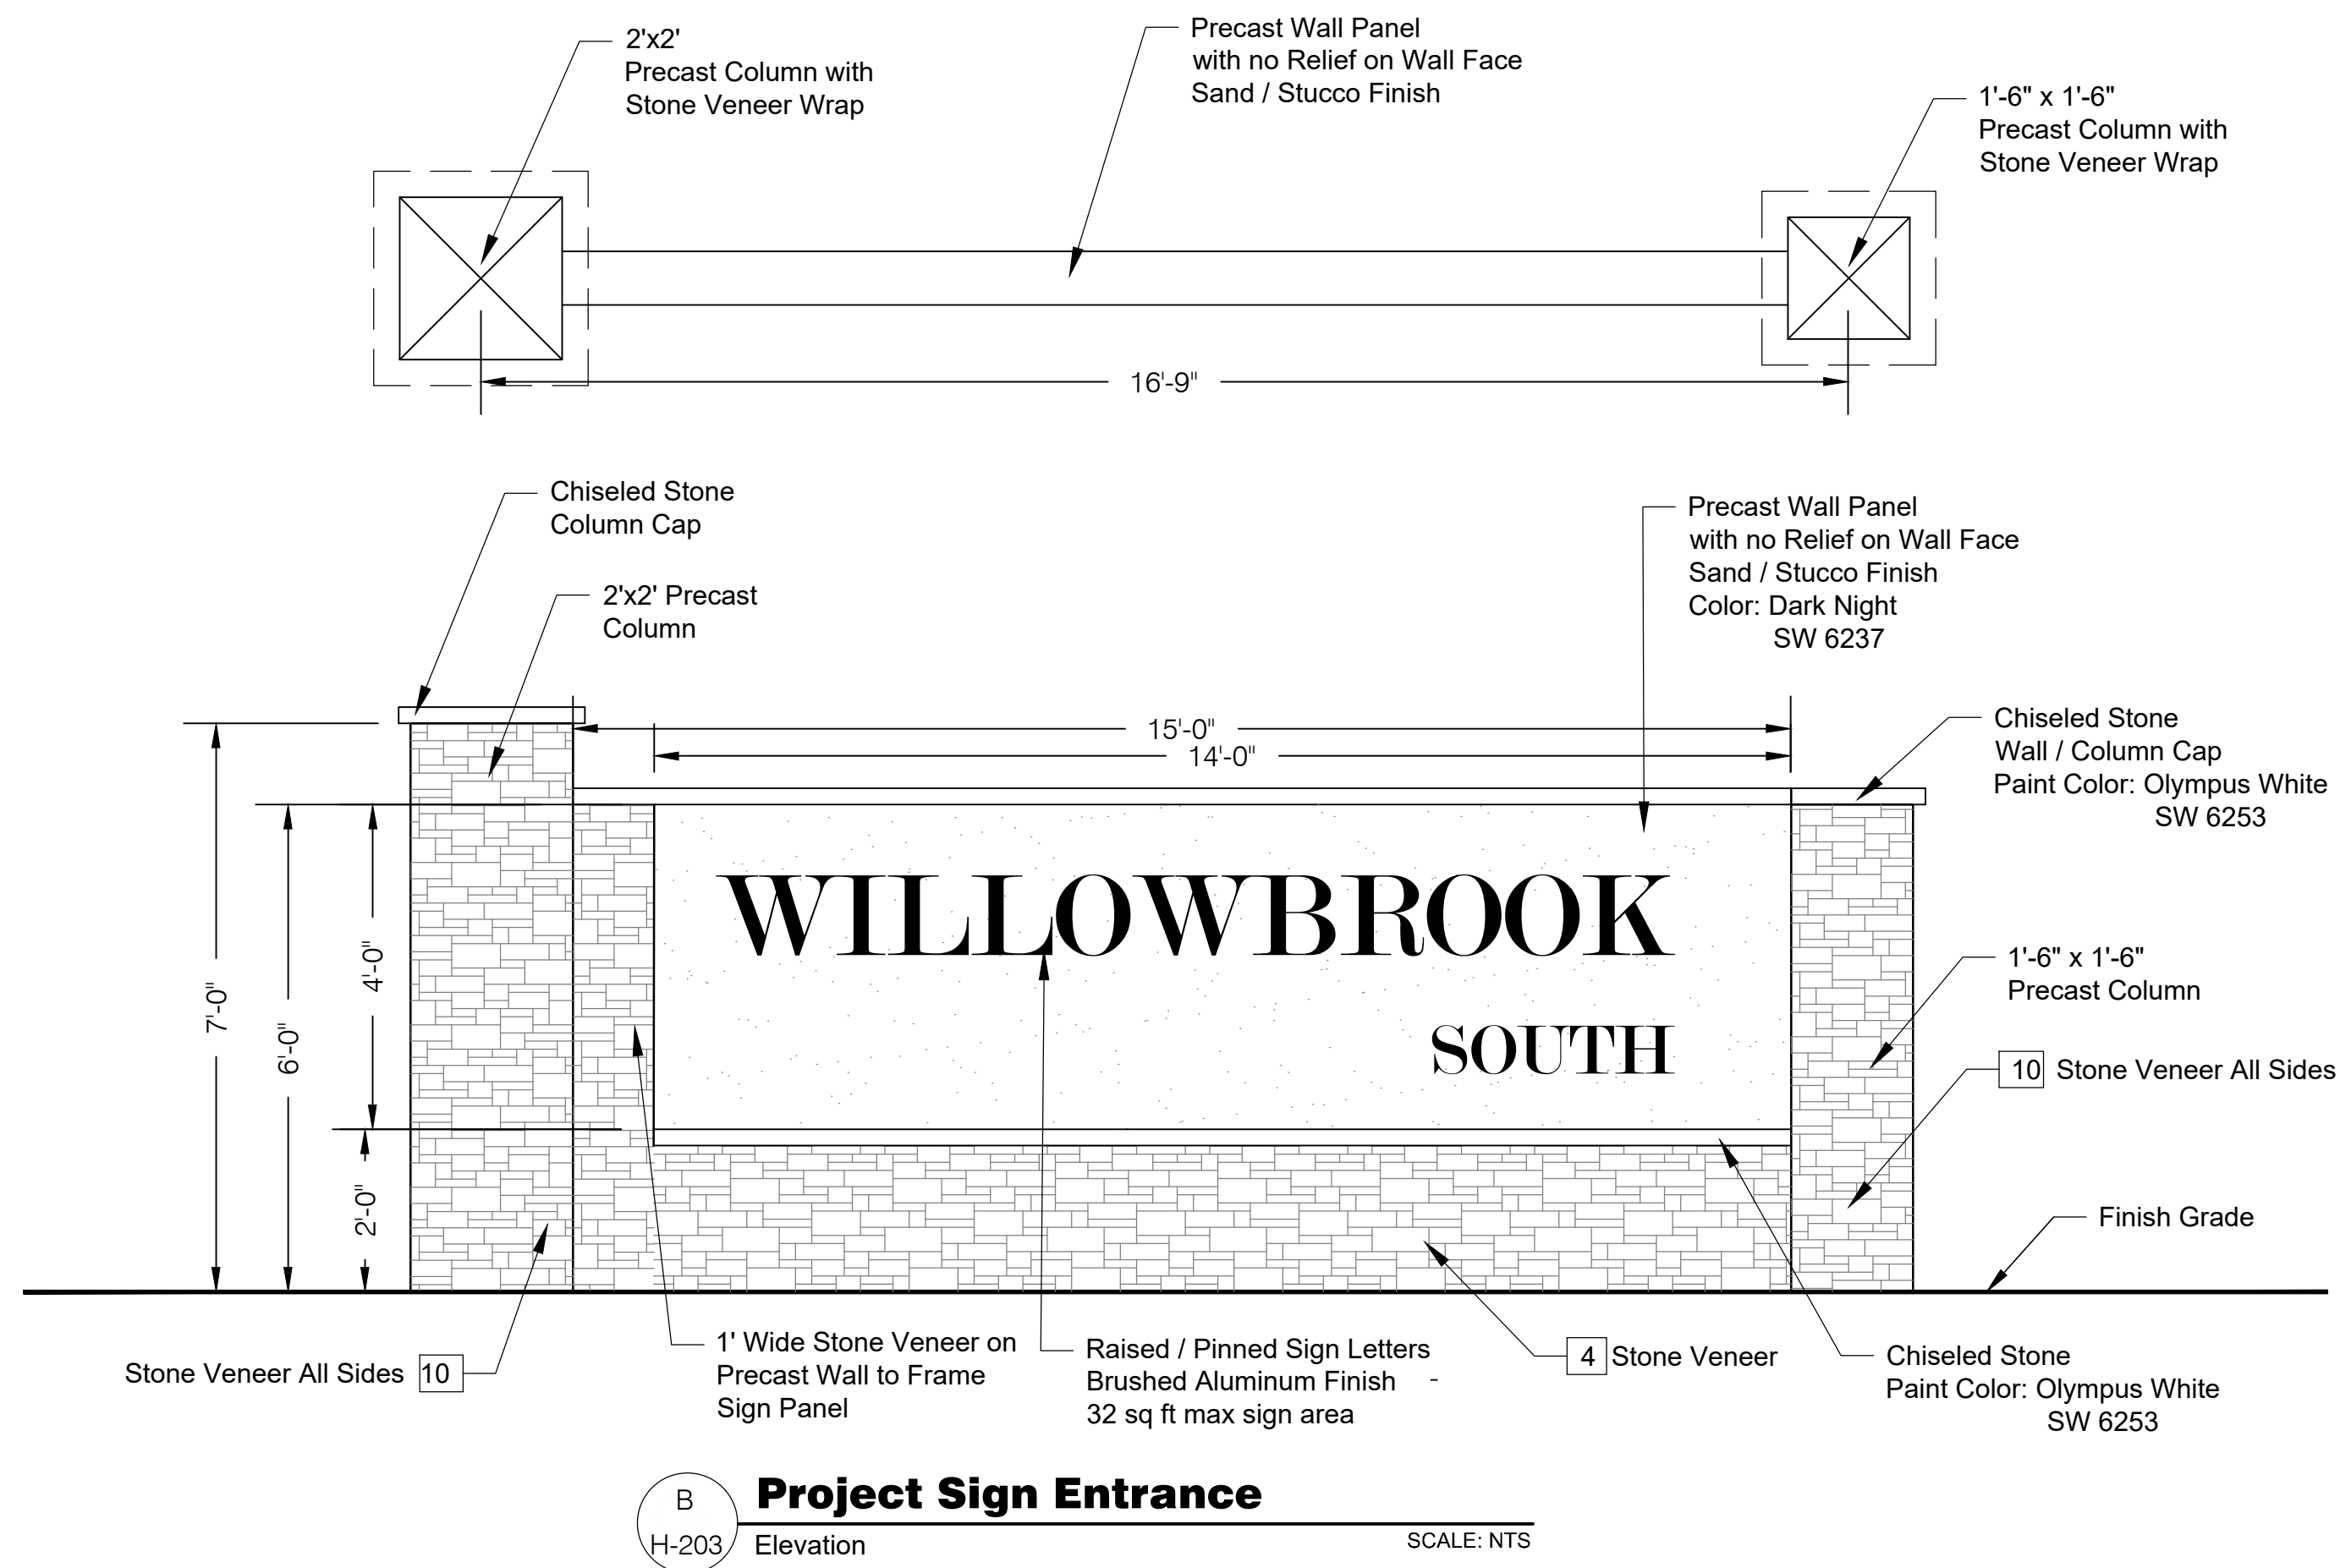 2'x2'
Precast Column with
Stone Veneer Wrap
Precast Wall Panel
with no Relief on Wall Face
Sand / Stucco Finish
1'-6" x 1'-6"
Precast Column with
Stone Veneer Wrap
16'-9"
Chiseled Stone
Column Cap
2'x2' Precast
Column
Precast Wall Panel
with no Relief on Wall Face
Sand / Stucco Finish
Color: Dark Night
SW 6237
15'-0"
14'-0"
Chiseled Stone
Wall / Column Cap
Paint Color: Olympus White
SW 6253
7'-0"
6'-0"
4'-0"
2'-0"
WILLOWBROOK
SOUTH
1'-6" x 1'-6"
Precast Column
10 Stone Veneer All Sides
Finish Grade
Stone Veneer All Sides 10
1' Wide Stone Veneer on
Precast Wall to Frame
Sign Panel
Raised / Pinned Sign Letters
Brushed Aluminum Finish -
32 sq ft max sign area
4 Stone Veneer
Chiseled Stone
Paint Color: Olympus White
SW 6253
B
H-203
Project Sign Entrance
Elevation
SCALE: NTS